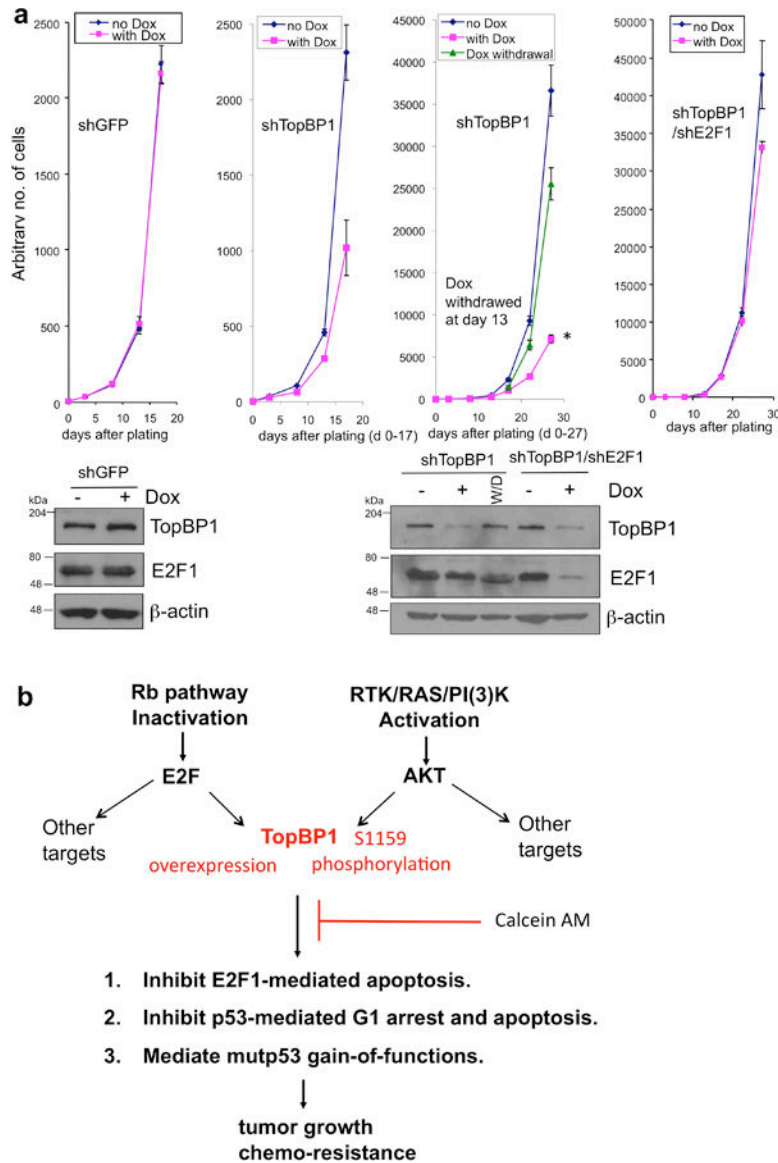 a
no Dox
with Dox
shGFP
Arbitrary no. of cells
2500
2000
1500
1000
500
0 5 10 15 20
days after plating
no Dox
with Dox
shTopBP1
2500
2000
1500
1000
500
0
0 5 10 15 20
days after plating (d 0-17)
no Dox
with Dox
Dox withdrawal
shTopBP1
Dox
withdrawed
at day 13
*
40000
35000
30000
25000
20000
15000
10000
5000
0
0 10 20 30
days after plating (d 0-27)
no Dox
with Dox
shTopBP1
/shE2F1
50000
45000
40000
35000
30000
25000
20000
15000
10000
5000
0
0 10 20 30
days after plating
shGFP
kDa - + Dox
204
TopBP1
80
E2F1
48
48
β-actin
shTopBP1 shTopBP1/shE2F1
kDa - + W/D - + Dox
204
TopBP1
80
E2F1
48
48
β-actin
b
Rb pathway
Inactivation
RTK/RAS/PI(3)K
Activation
E2F
AKT
Other
targets
TopBP1 S1159
overexpression phosphorylation
Other
targets
Calcein AM
1. Inhibit E2F1-mediated apoptosis.
2. Inhibit p53-mediated G1 arrest and apoptosis.
3. Mediate mutp53 gain-of-functions.
tumor growth
chemo-resistance